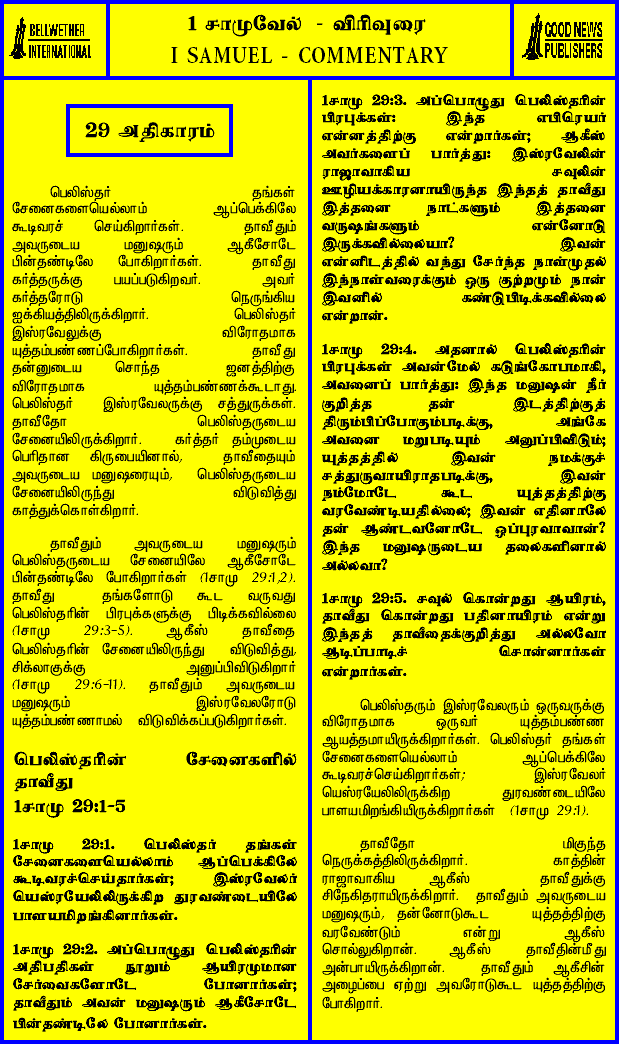 BELLWETHER
INTERNATIONAL
1 சாமுவேல் - விரிவுரை
I SAMUEL - COMMENTARY
GOOD NEWS
PUBLISHERS
29 அதிகாரம்
பெலிஸ்தர் தங்கள்
சேனைகளையெல்லாம் ஆப்பெக்கிலே
கூடிவரச் செய்கிறார்கள். தாவீதும்
அவருடைய மனுஷரும் ஆகீசோடே
பின்தண்டிலே போகிறார்கள். தாவீது
கர்த்தருக்கு பயப்படுகிறவர். அவர்
கர்த்தரோடு நெருங்கிய
ஐக்கியத்திலிருக்கிறார். பெலிஸ்தர்
இஸ்ரவேலுக்கு விரோதமாக
யுத்தம்பண்ணப்போகிறார்கள். தாவீது
தன்னுடைய சொந்த ஜனத்திற்கு
விரோதமாக யுத்தம்பண்ணக்கூடாது.
பெலிஸ்தர் இஸ்ரவேலருக்கு சத்துருக்கள்.
தாவீதோ பெலிஸ்தருடைய
சேனையிலிருக்கிறார். கர்த்தர் தம்முடைய
பெரிதான கிருபையினால், தாவீதையும்
அவருடைய மனுஷரையும், பெலிஸ்தருடைய
சேனையிலிருந்து விடுவித்து
காத்துக்கொள்கிறார்.
தாவீதும் அவருடைய மனுஷரும்
பெலிஸ்தருடைய சேனையிலே ஆகீசோடே
பின்தண்டிலே போகிறார்கள் (1சாமு 29:1,2).
தாவீது தங்களோடு கூட வருவது
பெலிஸ்தரின் பிரபுக்களுக்கு பிடிக்கவில்லை
(1சாமு 29:3-5). ஆகீஸ் தாவீதை
பெலிஸ்தரின் சேனையிலிருந்து விடுவித்து,
சிக்லாகுக்கு அனுப்பிவிடுகிறார்
(1சாமு 29:6-11). தாவீதும் அவருடைய
மனுஷரும் இஸ்ரவேலரோடு
யுத்தம்பண்ணாமல் விடுவிக்கப்படுகிறார்கள்.
பெலிஸ்தரின் சேனைகளில்
தாவீது
1சாமு 29:1-5
1சாமு 29:1. பெலிஸ்தர் தங்கள்
சேனைகளையெல்லாம் ஆப்பெக்கிலே
கூடிவரச்செய்தார்கள்; இஸ்ரவேலர்
யெஸ்ரயேலிலிருக்கிற துரவண்டையிலே
பாளயமிறங்கினார்கள்.
1சாமு 29:2. அப்பொழுது பெலிஸ்தரின்
அதிபதிகள் நூறும் ஆயிரமுமான
சேர்வைகளோடே போனார்கள்;
தாவீதும் அவன் மனுஷரும் ஆகீசோடே
பின்தண்டிலே போனார்கள்.
1சாமு 29:3. அப்பொழுது பெலிஸ்தரின்
பிரபுக்கள்: இந்த எபிரெயர்
என்னத்திற்கு என்றார்கள்; ஆகீஸ்
அவர்களைப் பார்த்து: இஸ்ரவேலின்
ராஜாவாகிய சவுலின்
ஊழியக்காரனாயிருந்த இந்தத் தாவீது
இத்தனை நாட்களும் இத்தனை
வருஷங்களும் என்னோடு
இருக்கவில்லையா? இவன்
என்னிடத்தில் வந்து சேர்ந்த நாள்முதல்
இந்நாள்வரைக்கும் ஒரு குற்றமும் நான்
இவனில் கண்டுபிடிக்கவில்லை
என்றான்.
1சாமு 29:4. அதனால் பெலிஸ்தரின்
பிரபுக்கள் அவன்மேல் கடுங்கோபமாகி,
அவனைப் பார்த்து: இந்த மனுஷன் நீர்
குறித்த தன் இடத்திற்குத்
திரும்பிப்போகும்படிக்கு, அங்கே
அவனை மறுபடியும் அனுப்பிவிடும்;
யுத்தத்தில் இவன் நமக்குச்
சத்துருவாயிராதபடிக்கு, இவன்
நம்மோடே கூட யுத்தத்திற்கு
வரவேண்டியதில்லை; இவன் எதினாலே
தன் ஆண்டவனோடே ஒப்புரவாவான்?
இந்த மனுஷருடைய தலைகளினால்
அல்லவா?
1சாமு 29:5. சவுல் கொன்றது ஆயிரம்,
தாவீது கொன்றது பதினாயிரம் என்று
இந்தத் தாவீதைக்குறித்து அல்லவோ
ஆடிப்பாடிச் சொன்னார்கள்
என்றார்கள்.
பெலிஸ்தரும் இஸ்ரவேலரும் ஒருவருக்கு
விரோதமாக ஒருவர் யுத்தம்பண்ண
ஆயத்தமாயிருக்கிறார்கள். பெலிஸ்தர் தங்கள்
சேனைகளையெல்லாம் ஆப்பெக்கிலே
கூடிவரச்செய்கிறார்கள்; இஸ்ரவேலர்
யெஸ்ரயேலிலிருக்கிற துரவண்டையிலே
பாளயமிறங்கியிருக்கிறார்கள் (1சாமு 29:1).
தாவீதோ மிகுந்த
நெருக்கத்திலிருக்கிறார். காத்தின்
ராஜாவாகிய ஆகீஸ் தாவீதுக்கு
சிநேகிதராயிருக்கிறார். தாவீதும் அவருடைய
மனுஷரும், தன்னோடுகூட யுத்தத்திற்கு
வரவேண்டும் என்று ஆகீஸ்
சொல்லுகிறான். ஆகீஸ் தாவீதின்மீது
அன்பாயிருக்கிறான். தாவீதும் ஆகீசின்
அழைப்பை ஏற்று அவரோடுகூட யுத்தத்திற்கு
போகிறார்.